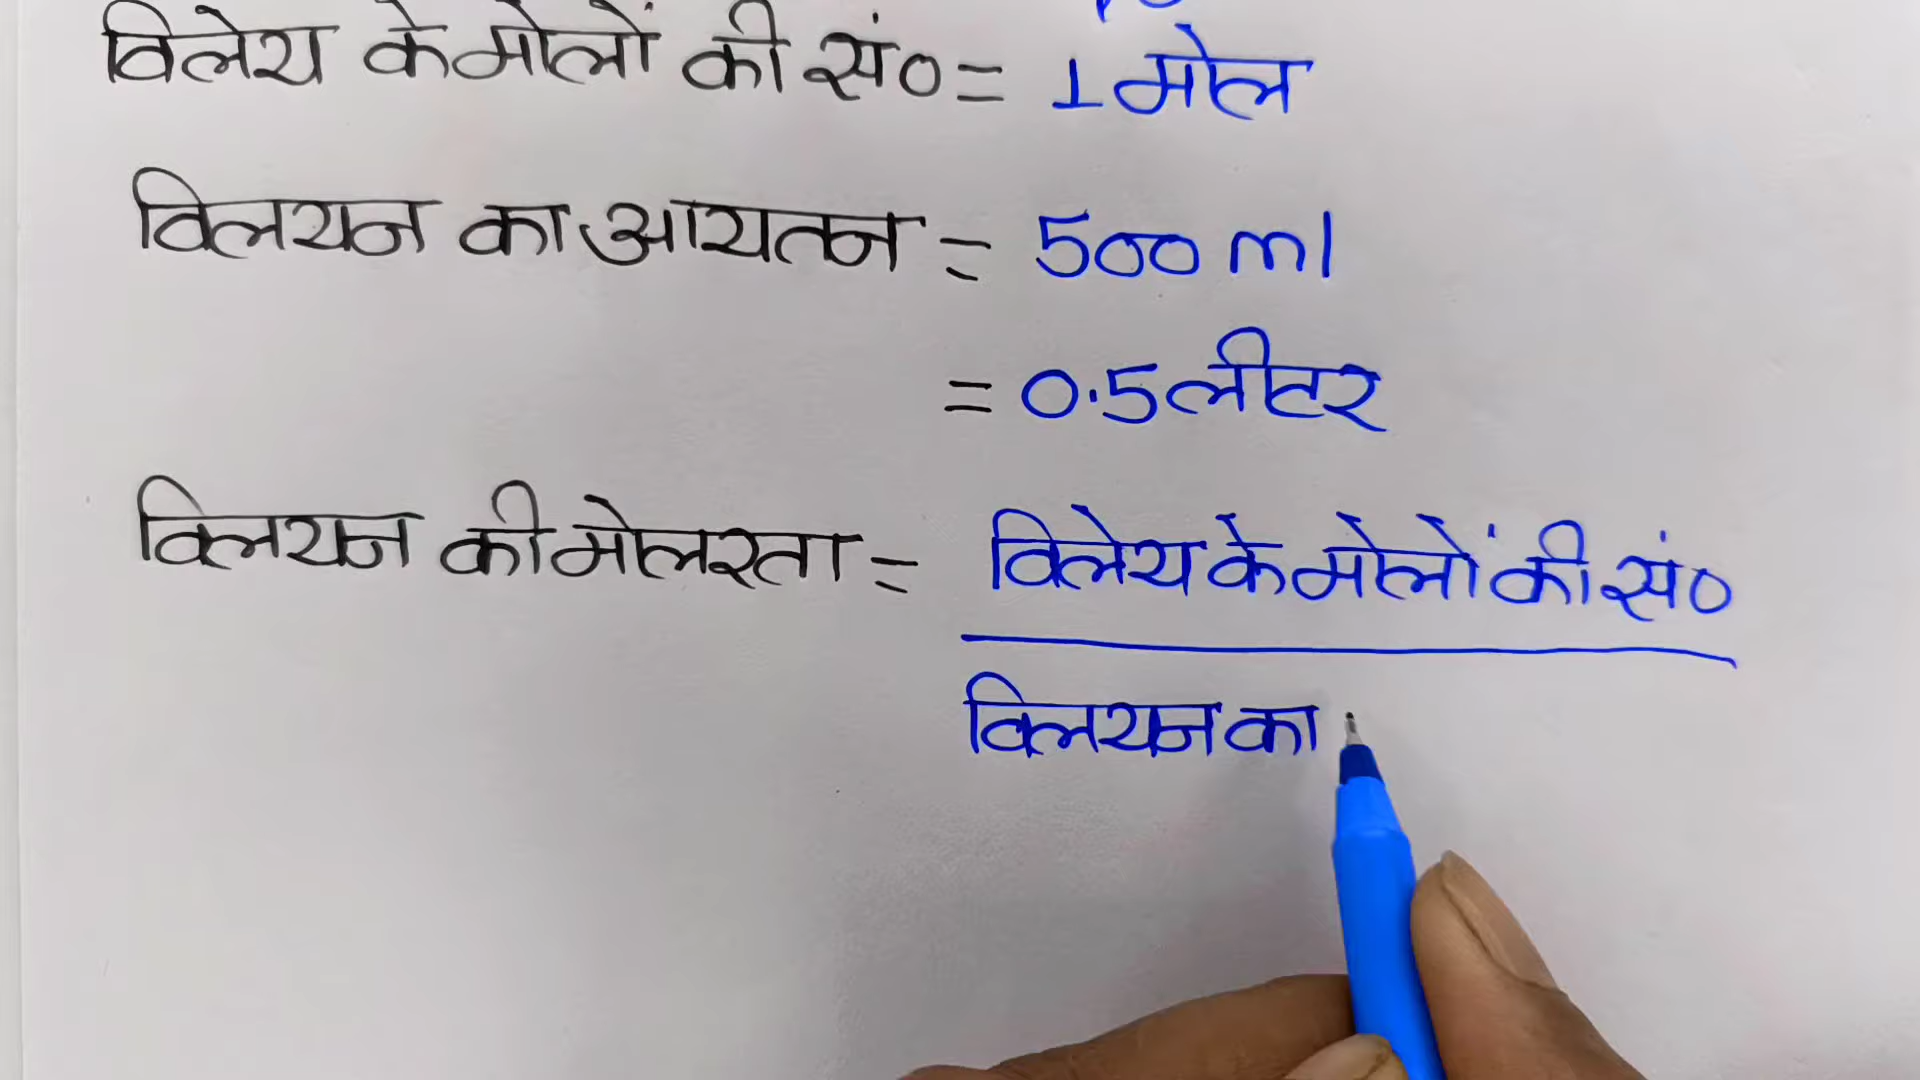 विलेय के मोलों की सं० = 1 मोल
विलयन का आयतन = 500 ml
= 0.5 लीटर
विलयन की मोलरता = विलेय के मोलों की सं०
विलयन का